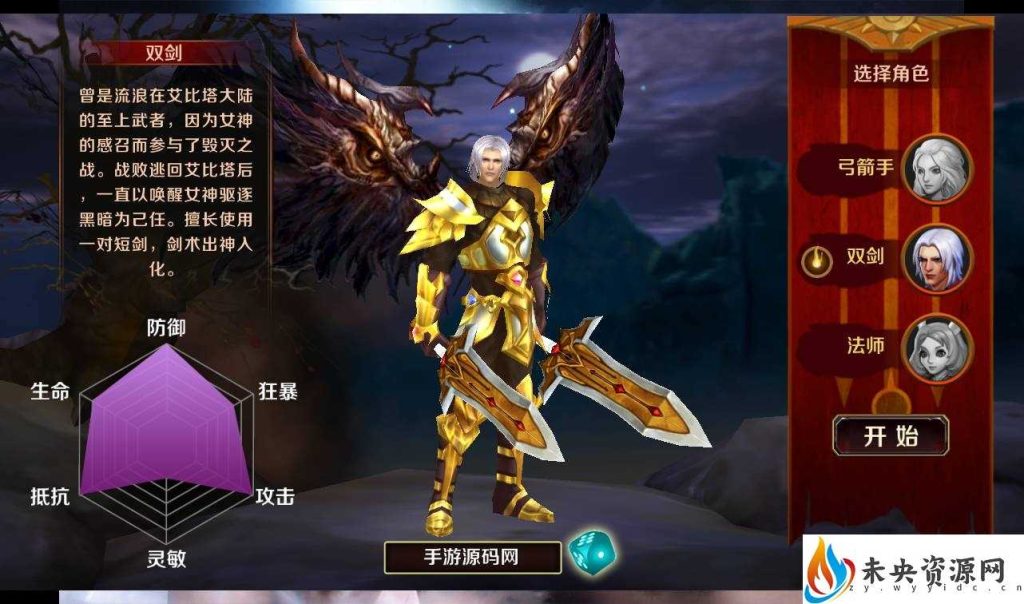 双剑
曾是流浪在艾比塔大陆
的至上武者，因为女神
的感召而参与了毁灭之
战。战败逃回艾比塔后
，一直以唤醒女神驱逐
黑暗为己任。擅长使用
一对短剑，剑术出神入
化。
防御
生命
狂暴
抵抗
攻击
灵敏
选择角色
弓箭手
双剑
法师
开始
手游源码网
未央资源网
zy.wyyidc.cn